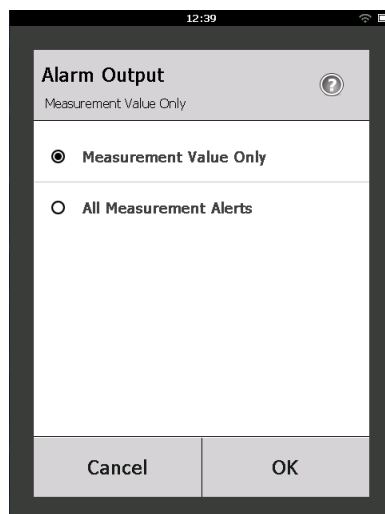 12:39
Alarm Output
?
Measurement Value Only
Measurement Value Only
All Measurement Alerts
Cancel
OK